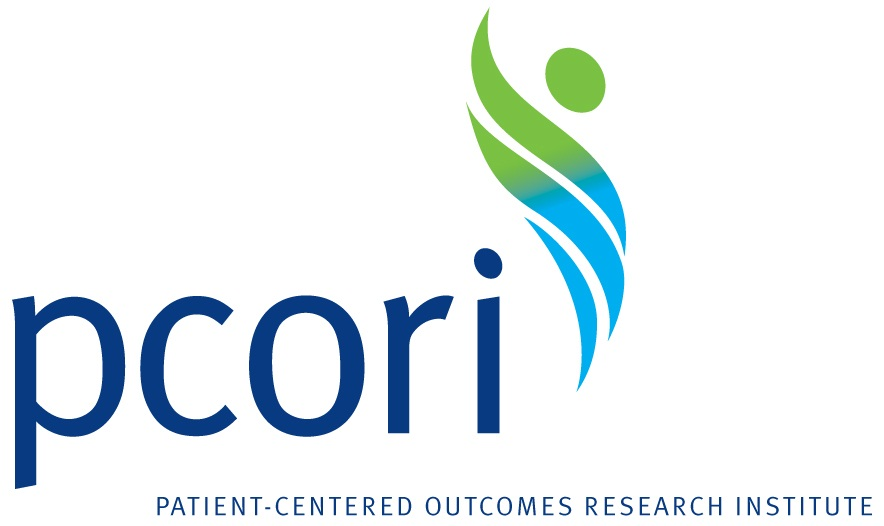 pcori
PATIENT-CENTERED OUTCOMES RESEARCH INSTITUTE